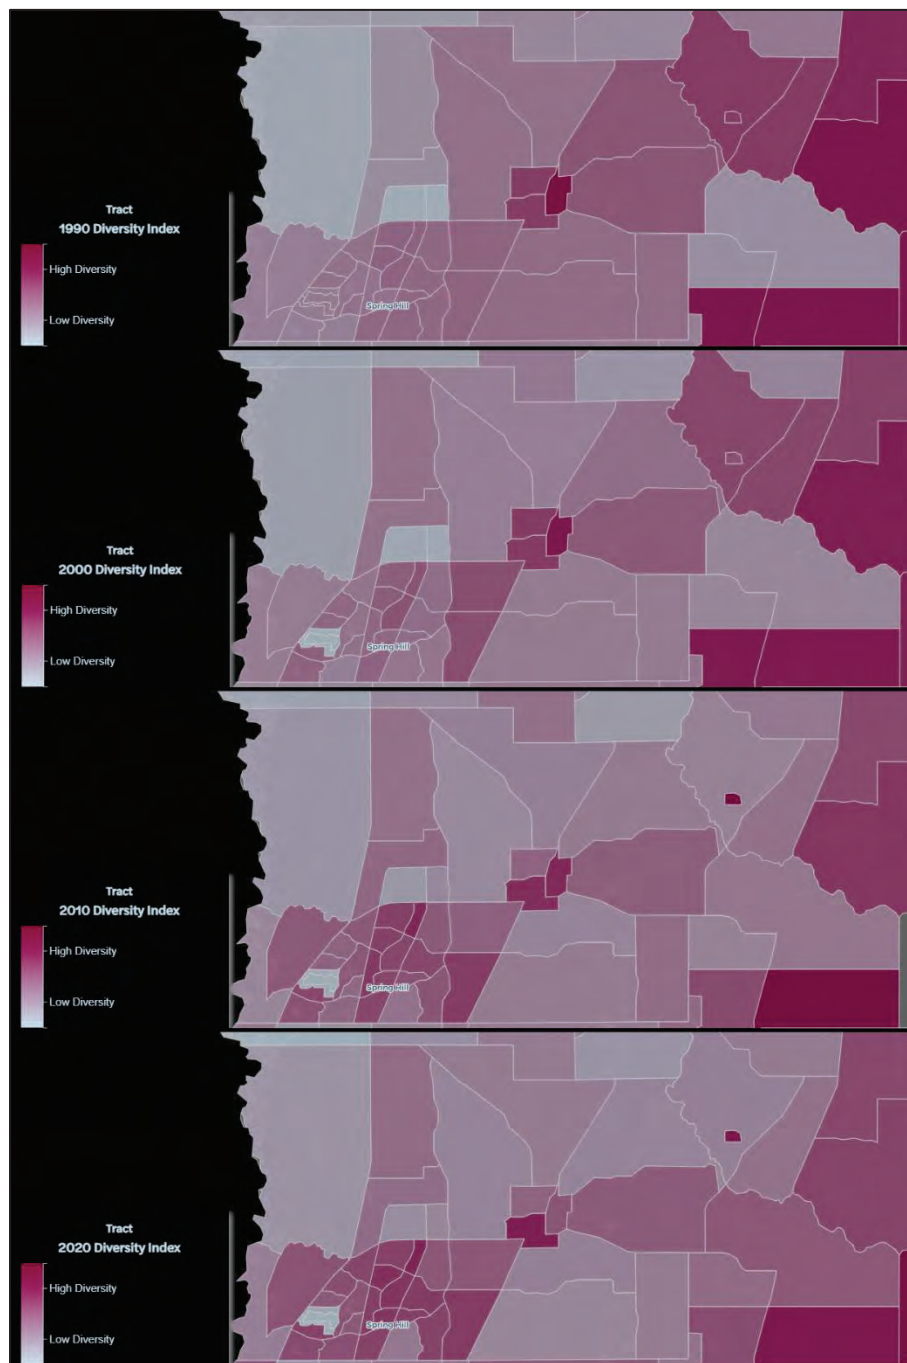 Tract
1990 Diversity Index
High Diversity
Low Diversity
Spring Hill
Tract
2000 Diversity Index
High Diversity
Low Diversity
Spring Hill
Tract
2010 Diversity Index
High Diversity
Low Diversity
Spring Hill
Tract
2020 Diversity Index
High Diversity
Low Diversity
Spring Hill